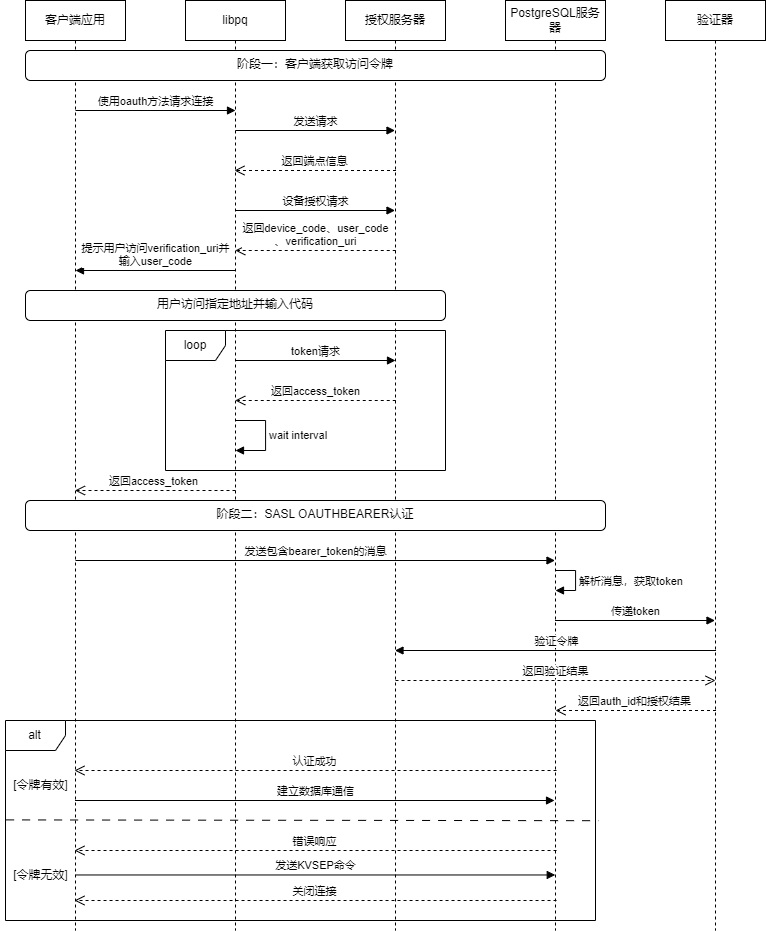 客户端应用
libpq
授权服务器
PostgreSQL服务
器
验证器
阶段一：客户端获取访问令牌
使用oauth方法请求连接
发送请求
返回端点信息
设备授权请求
返回device_code、user_code
、verification_uri
提示用户访问verification_uri并
输入user_code
用户访问指定地址并输入代码
loop
token请求
返回access_token
wait interval
返回access_token
阶段二：SASL OAUTHBEARER认证
发送包含bearer_token的消息
解析消息，获取token
传递token
验证令牌
返回验证结果
返回auth_id和授权结果
alt
认证成功
[令牌有效]
建立数据库通信
错误响应
发送KVSEP命令
[令牌无效]
关闭连接